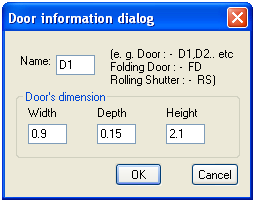 Door information dialog
Name: D1
(e. g. Door : - D1,D2.. etc
Folding Door : - FD
Rolling Shutter : - RS)
Door's dimension
Width Depth Height
0.9 0.15 2.1
OK Cancel